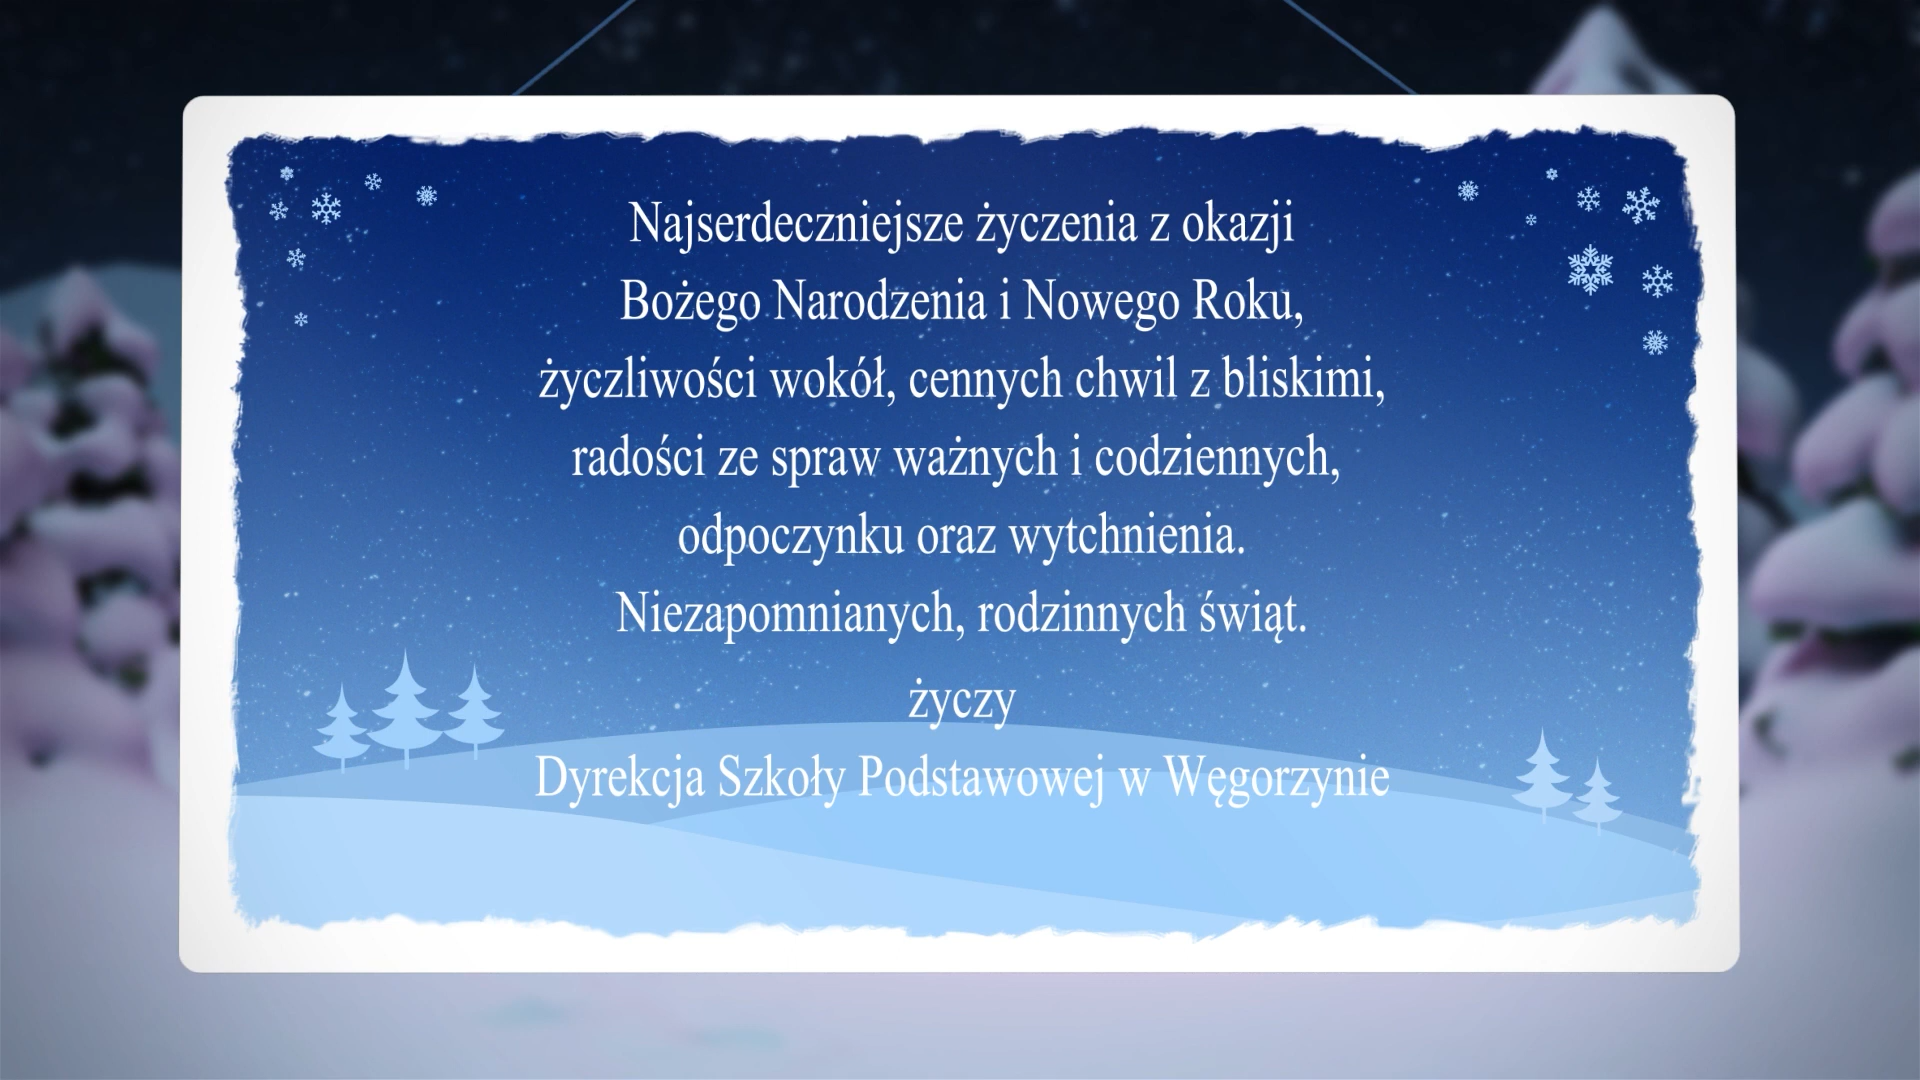 Najserdeczniejsze życzenia z okazji
Bożego Narodzenia i Nowego Roku,
życzliwości wokół, cennych chwil z bliskimi,
radości ze spraw ważnych i codziennych,
odpoczynku oraz wytchnienia.
Niezapomnianych, rodzinnych świąt.
życzy
Dyrekcja Szkoły Podstawowej w Węgorzynie